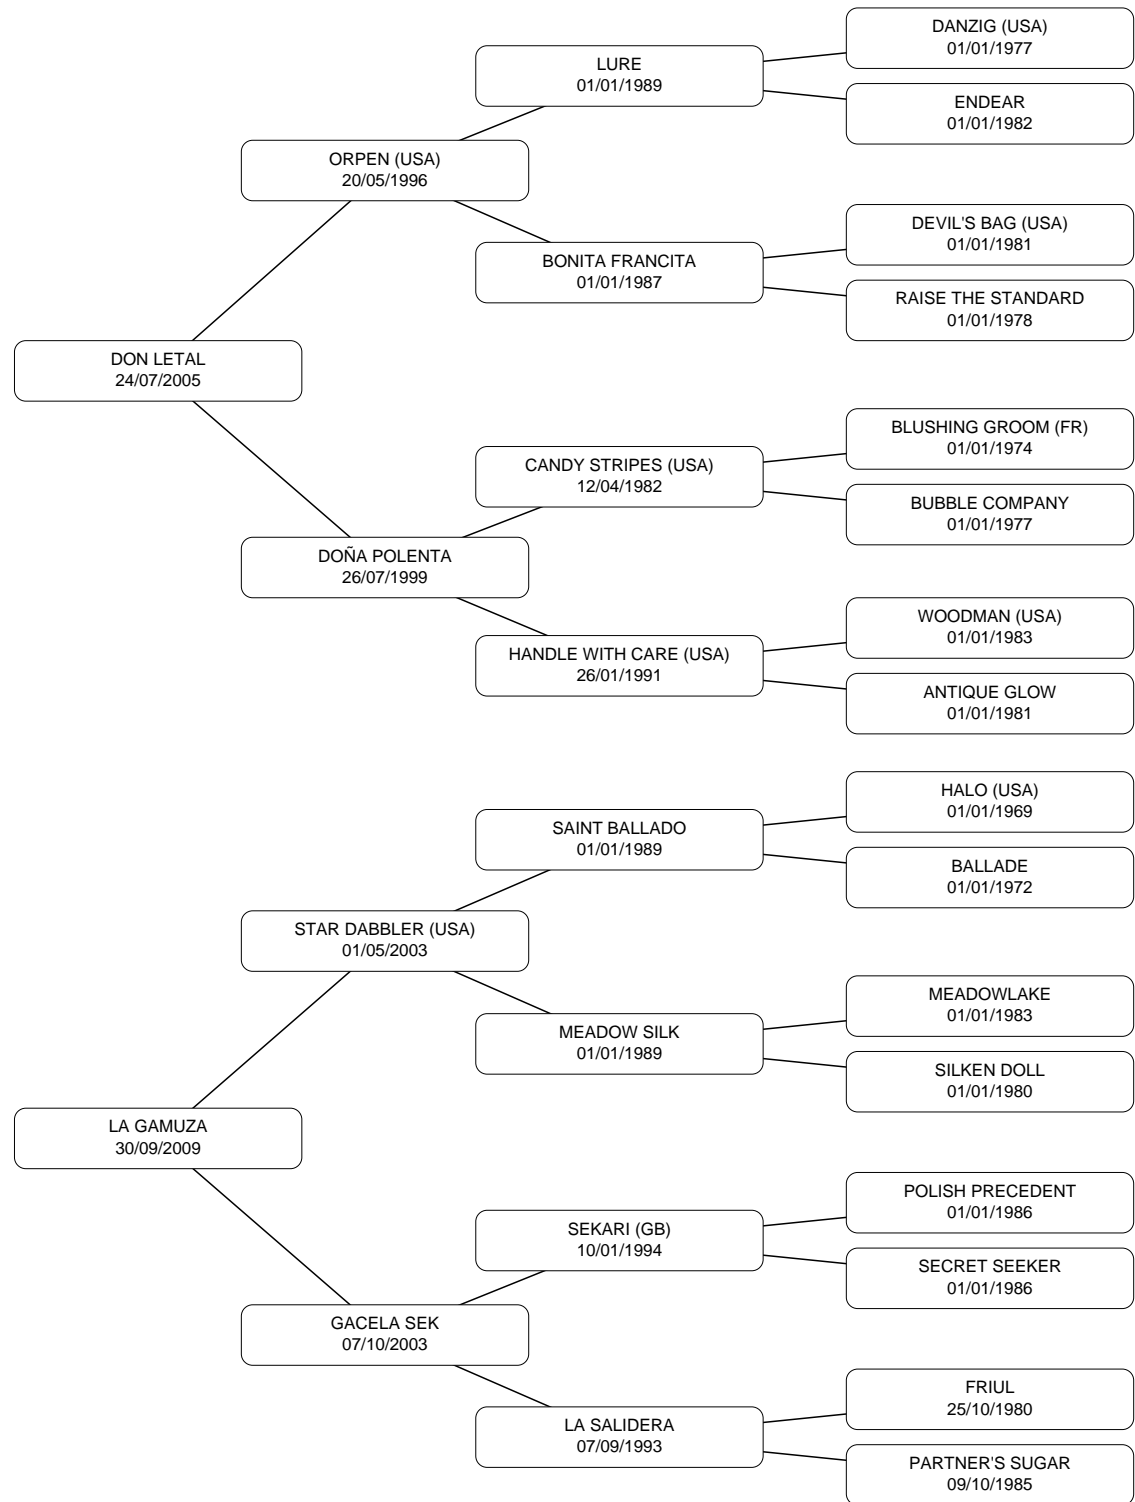 DANZIG (USA)
01/01/1977
LURE
01/01/1989
ENDEAR
01/01/1982
ORPEN (USA)
20/05/1996
DEVIL'S BAG (USA)
01/01/1981
BONITA FRANCITA
01/01/1987
RAISE THE STANDARD
01/01/1978
DON LETAL
24/07/2005
BLUSHING GROOM (FR)
01/01/1974
CANDY STRIPES (USA)
12/04/1982
BUBBLE COMPANY
01/01/1977
DOÑA POLENTA
26/07/1999
WOODMAN (USA)
01/01/1983
HANDLE WITH CARE (USA)
26/01/1991
ANTIQUE GLOW
01/01/1981
HALO (USA)
01/01/1969
SAINT BALLADO
01/01/1989
BALLADE
01/01/1972
STAR DABBLER (USA)
01/05/2003
MEADOWLAKE
01/01/1983
MEADOW SILK
01/01/1989
SILKEN DOLL
01/01/1980
LA GAMUZA
30/09/2009
POLISH PRECEDENT
01/01/1986
SEKARI (GB)
10/01/1994
SECRET SEEKER
01/01/1986
GACELA SEK
07/10/2003
FRIUL
25/10/1980
LA SALIDERA
07/09/1993
PARTNER'S SUGAR
09/10/1985